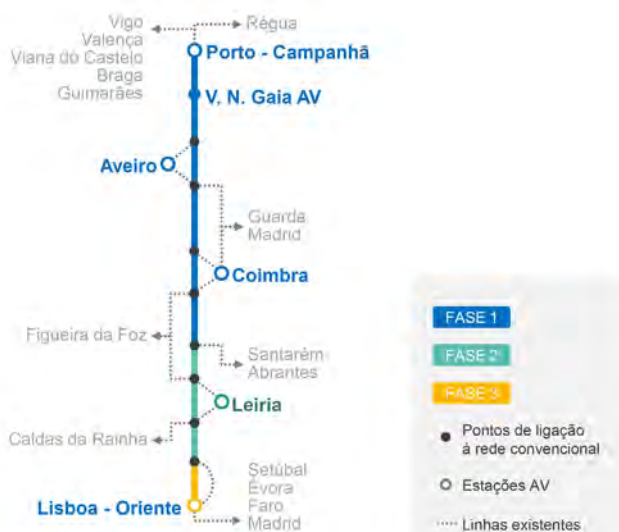 Vigo
Valença
Viana do Castelo
Braga
Guimarães
Régua
Porto - Campanhã
V. N. Gaia AV
Aveiro
Guarda
Madrid
Coimbra
Figueira da Foz
Santarém
Abrantes
Leiria
Caldas da Rainha
Setúbal
Évora
Faro
Madrid
Lisboa - Oriente
FASE 1
FASE 2
FASE 3
Pontos de ligação
à rede convencional
Estações AV
Linhas existentes